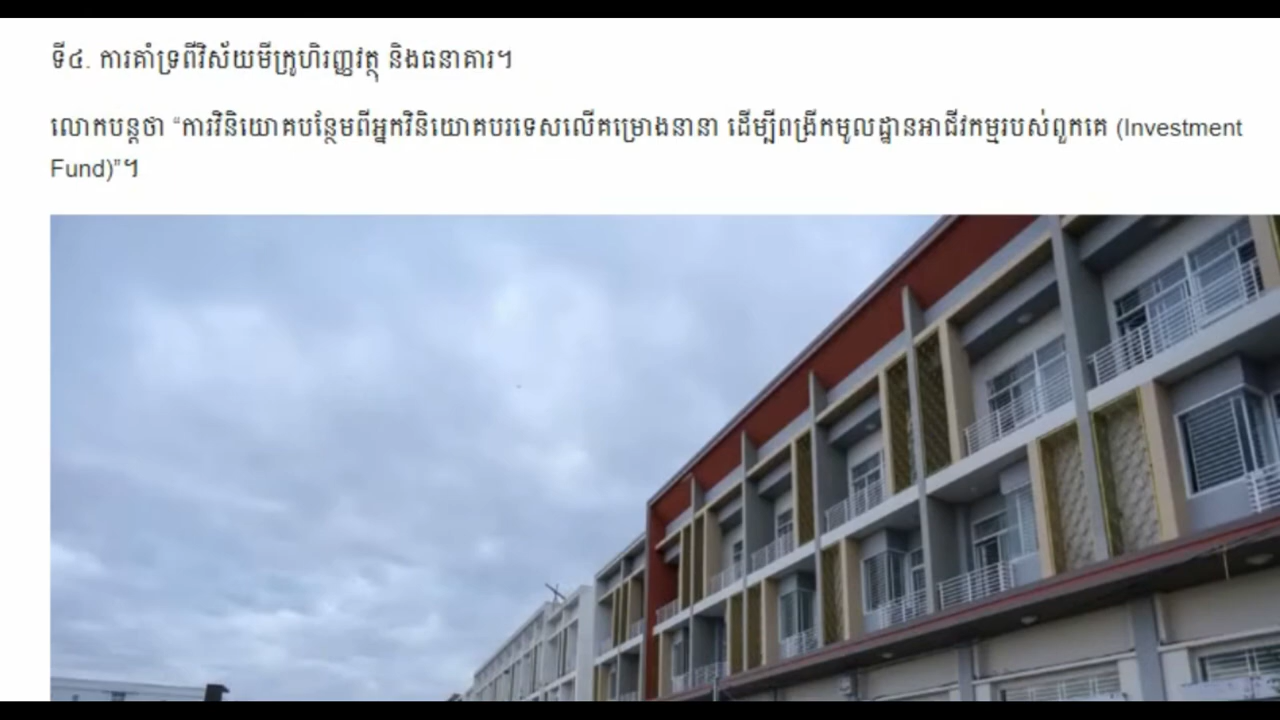 ទី៤. ការគាំទ្រពីវិស័យមីក្រូហិរញ្ញវត្ថុ និងធនាគារ។
លោកបន្តថា “ការវិនិយោគបន្ថែមពីអ្នកវិនិយោគបរទេសលើគម្រោងនានា ដើម្បីពង្រីកមូលដ្ឋានអាជីវកម្មរបស់ពួកគេ (Investment
Fund)”។